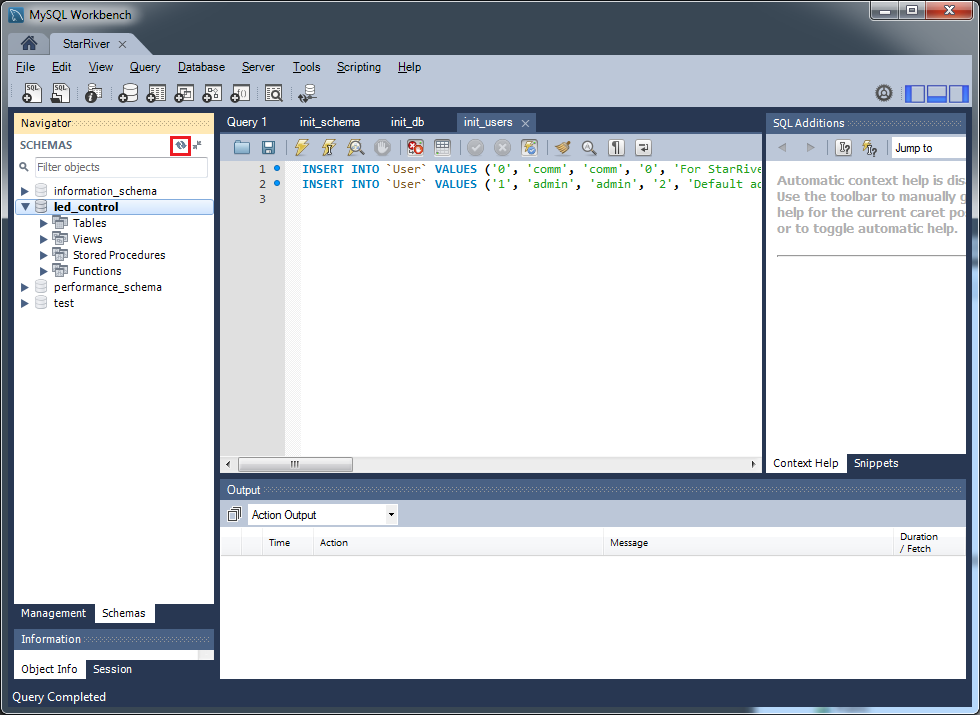 MySQL Workbench
StarRiver
File Edit View Query Database Server Tools Scripting Help
Navigator
SCHEMAS
Filter objects
information_schema
led_control
Tables
Views
Stored Procedures
Functions
performance_schema
test
Management Schemas
Information
Object Info Session
Query Completed
Query 1 init_schema init_db init_users
1 INSERT INTO `User` VALUES ('0', 'comm', 'comm', '0', 'For StarRive
2 INSERT INTO `User` VALUES ('1', 'admin', 'admin', '2', 'Default ad
3
SQL Additions
Jump to
Automatic context help is dis
Use the toolbar to manually g
help for the current caret po
or to toggle automatic help.
Context Help Snippets
Output
Action Output
Time Action Message Duration
/ Fetch